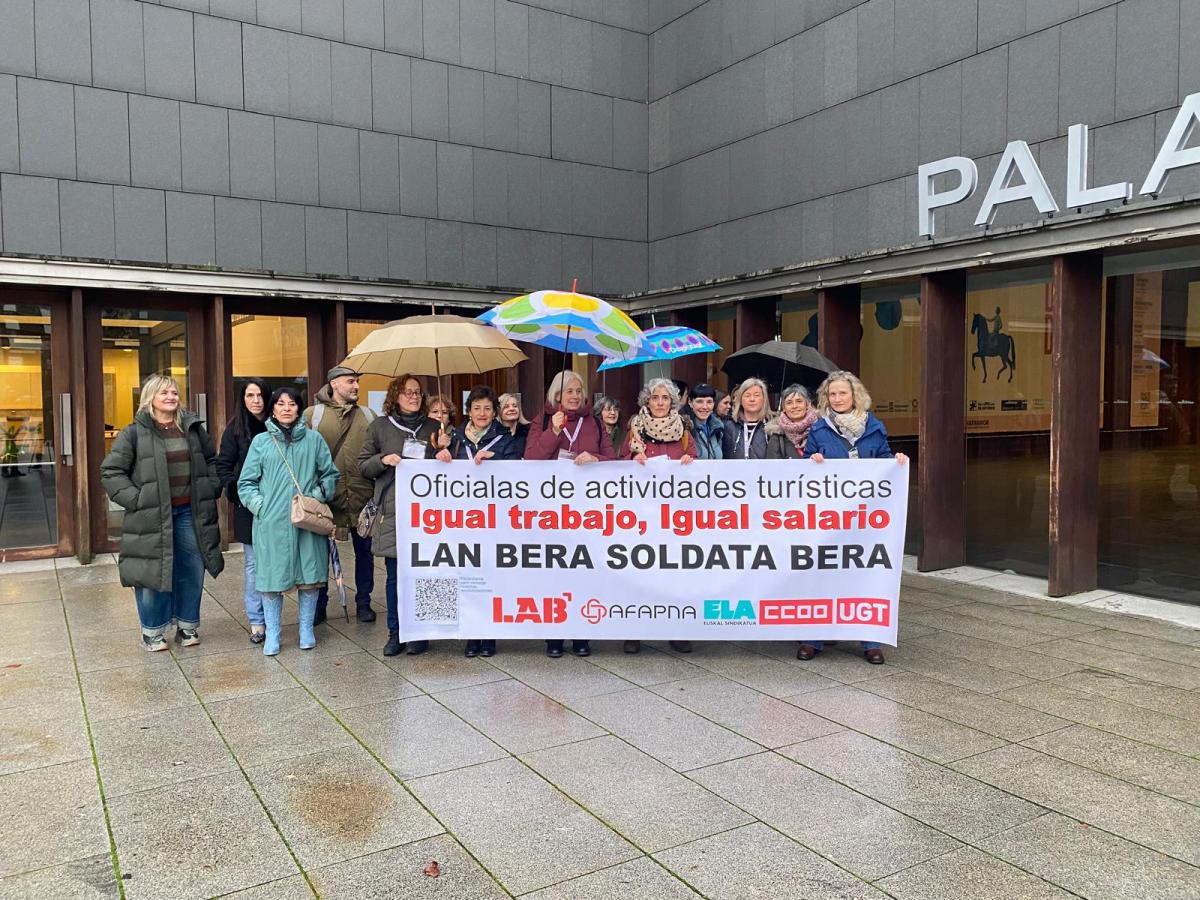 PALA
Oficialas de actividades turísticas
Igual trabajo, Igual salario
LAN BERA SOLDATA BERA
LAB
AFAPNA
ELA
EUSKAL SINDIKATUA
CCOO
UGT